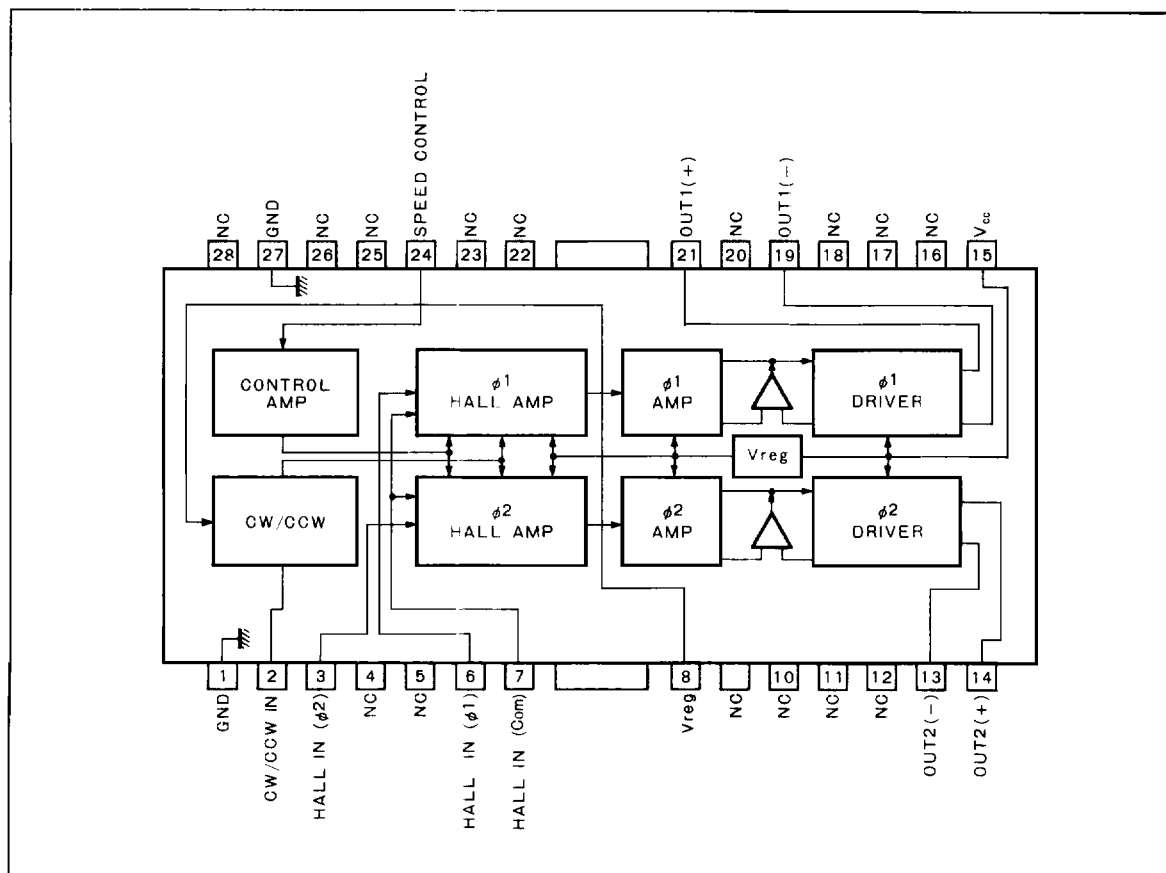 NC
GND
NC
NC
SPEED CONTROL
NC
NC
OUT1(+)
NC
OUT1(−)
NC
NC
NC
Vcc
28
27
26
25
24
23
22
21
20
19
18
17
16
15
CONTROL
AMP
φ1
HALL AMP
φ1
AMP
φ1
DRIVER
Vreg
CW/CCW
φ2
HALL AMP
φ2
AMP
φ2
DRIVER
1
2
3
4
5
6
7
8
10
11
12
13
14
GND
CW/CCW IN
HALL IN (φ2)
NC
NC
HALL IN (φ1)
HALL IN (Com)
Vreg
NC
NC
NC
NC
OUT2(−)
OUT2(+)